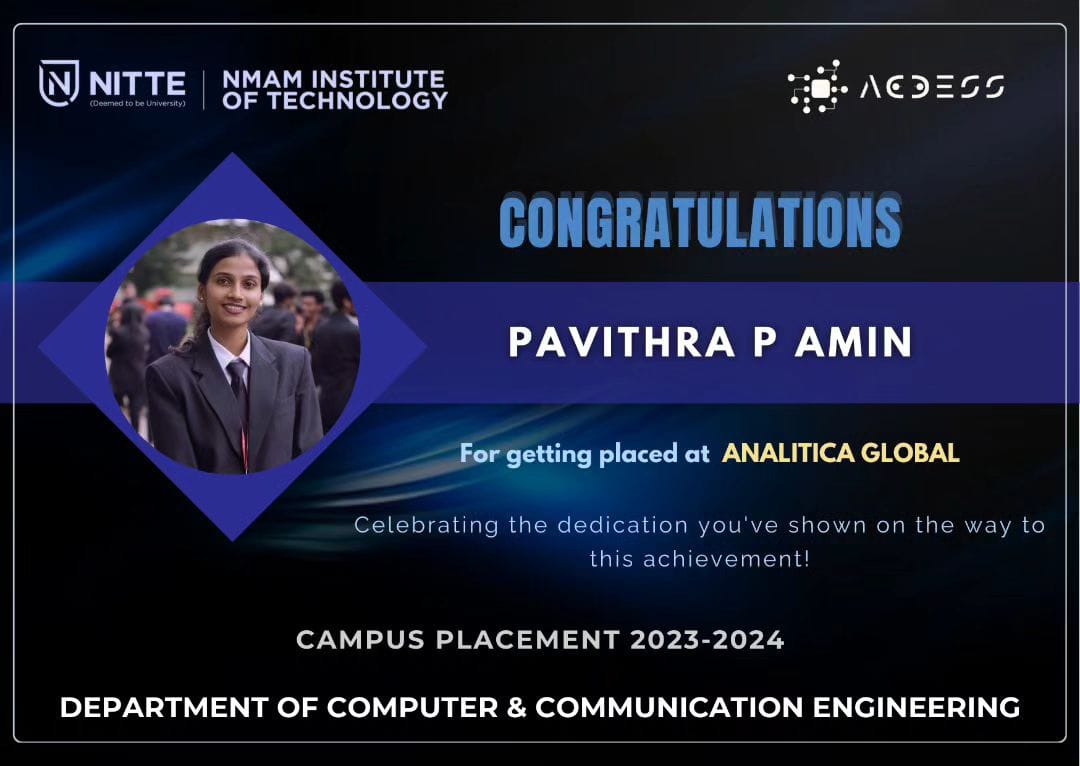 NITTE
(Deemed to be University)
NMAM INSTITUTE
OF TECHNOLOGY
ACDESS
CONGRATULATIONS
PAVITHRA P AMIN
For getting placed at ANALITICA GLOBAL
Celebrating the dedication you've shown on the way to
this achievement!
CAMPUS PLACEMENT 2023-2024
DEPARTMENT OF COMPUTER & COMMUNICATION ENGINEERING